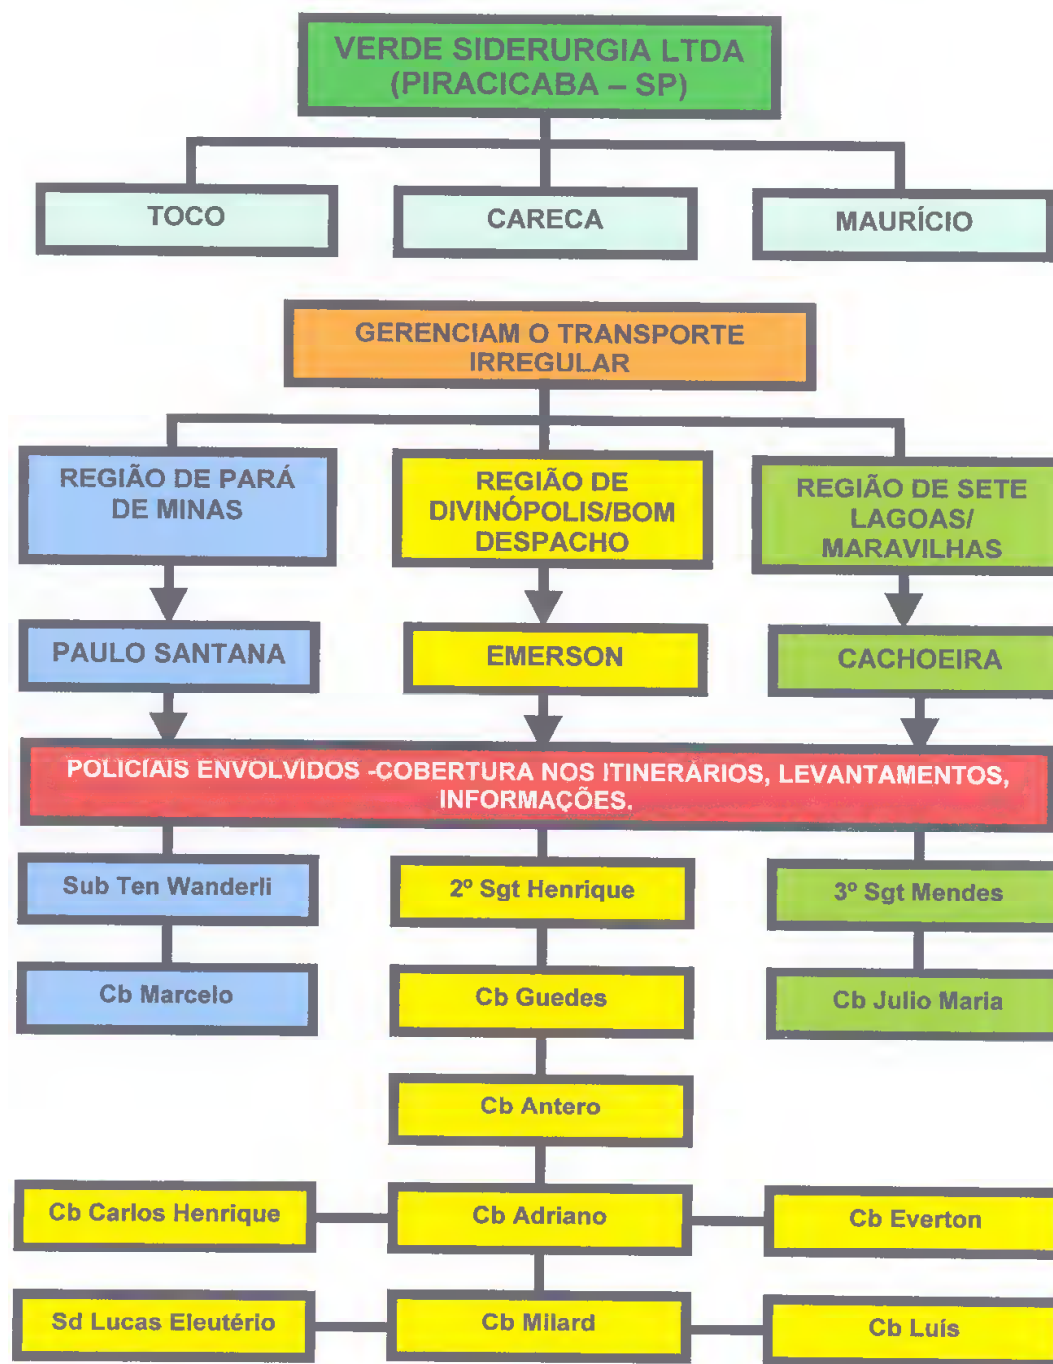 VERDE SIDERURGIA LTDA
(PIRACICABA – SP)
TOCO
CARECA
MAURÍCIO
GERENCIAM O TRANSPORTE
IRREGULAR
REGIÃO DE PARÁ
DE MINAS
REGIÃO DE
DIVINÓPOLIS/BOM
DESPACHO
REGIÃO DE SETE
LAGOAS/
MARAVILHAS
PAULO SANTANA
EMERSON
CACHOEIRA
POLICIAIS ENVOLVIDOS -COBERTURA NOS ITINERÁRIOS, LEVANTAMENTOS,
INFORMAÇÕES.
Sub Ten Wanderli
2º Sgt Henrique
3º Sgt Mendes
Cb Marcelo
Cb Guedes
Cb Julio Maria
Cb Antero
Cb Carlos Henrique
Cb Adriano
Cb Everton
Sd Lucas Eleutério
Cb Milard
Cb Luís